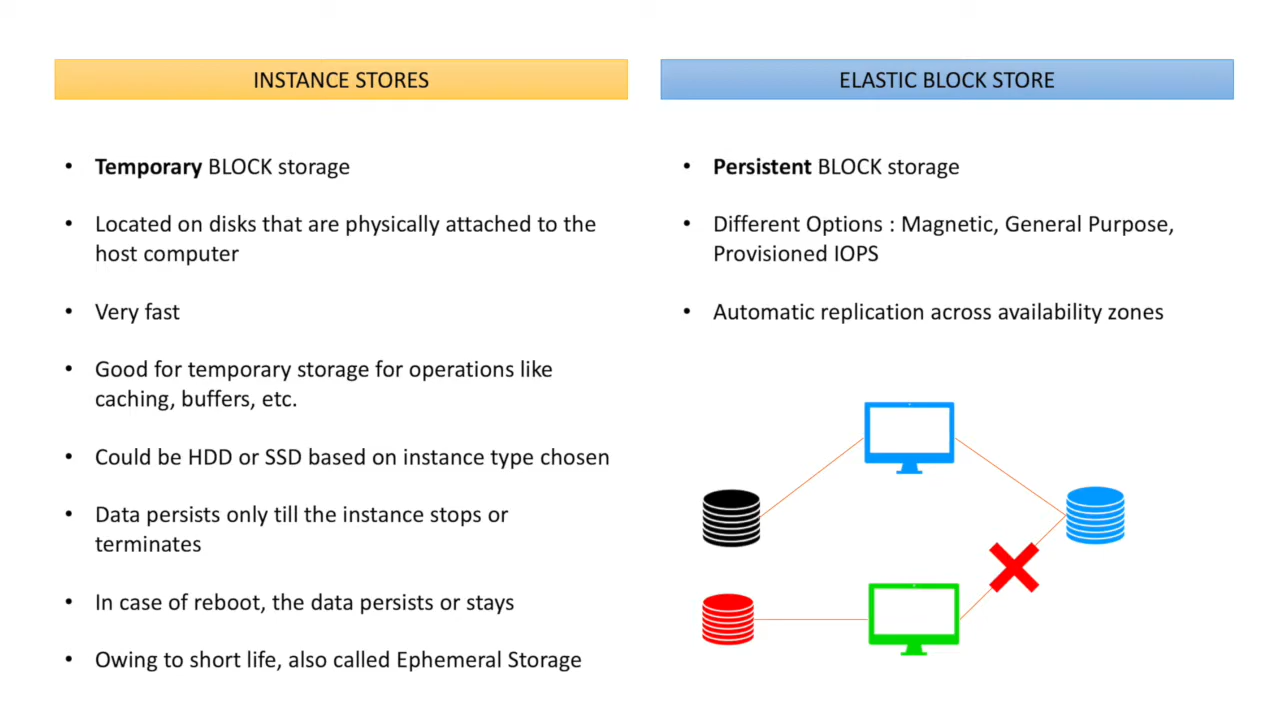 INSTANCE STORES
• Temporary BLOCK storage
• Located on disks that are physically attached to the
host computer
• Very fast
• Good for temporary storage for operations like
caching, buffers, etc.
• Could be HDD or SSD based on instance type chosen
• Data persists only till the instance stops or
terminates
• In case of reboot, the data persists or stays
• Owing to short life, also called Ephemeral Storage
ELASTIC BLOCK STORE
• Persistent BLOCK storage
• Different Options : Magnetic, General Purpose,
Provisioned IOPS
• Automatic replication across availability zones